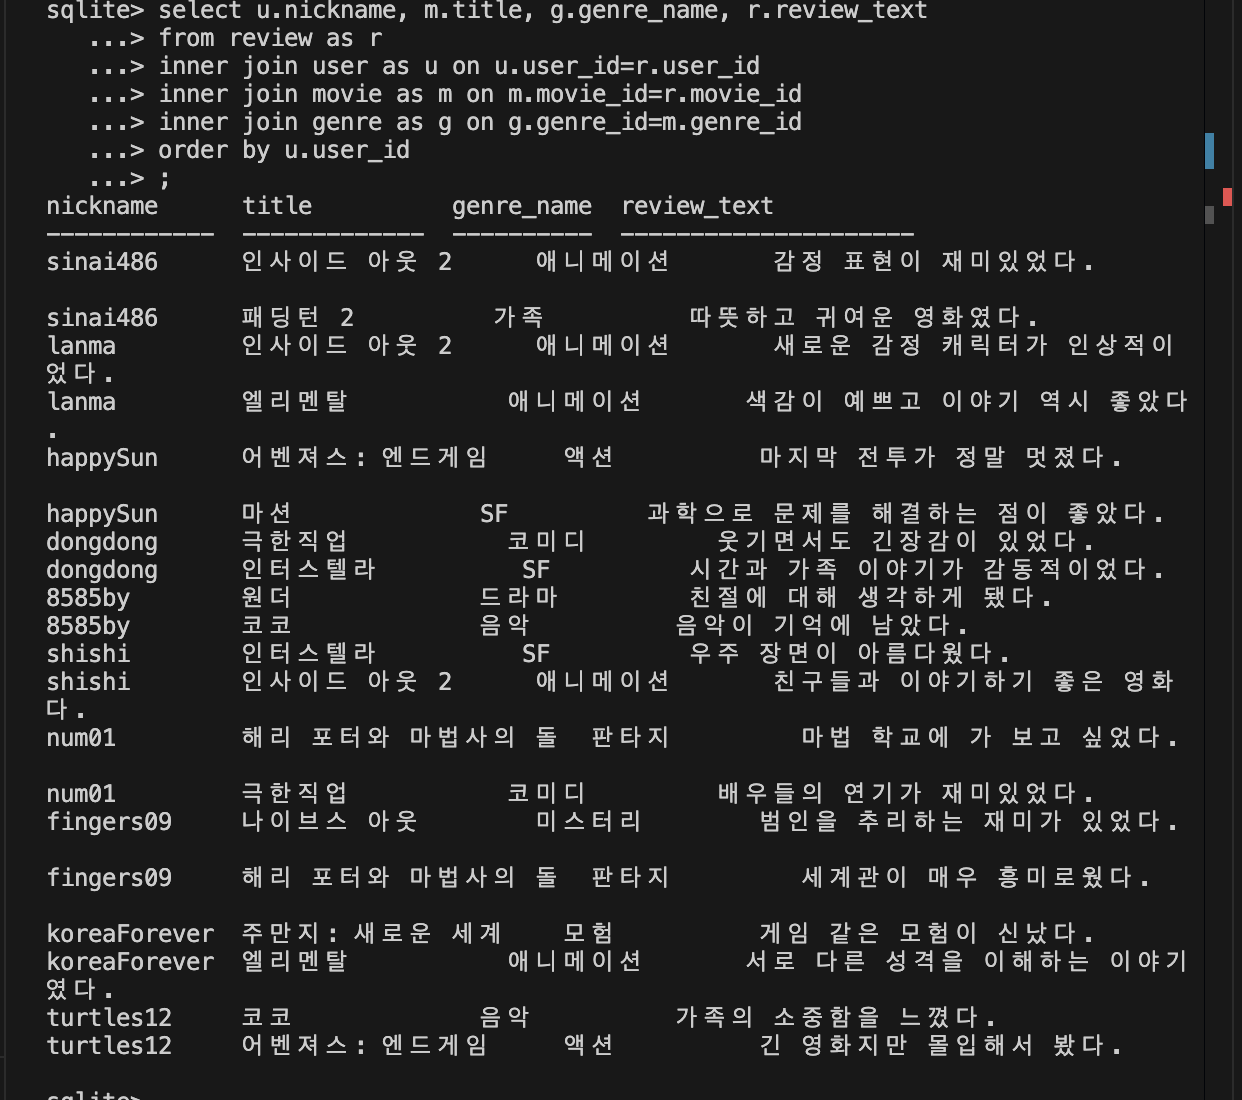 sqlite> select u.nickname, m.title, g.genre_name, r.review_text
...> from review as r
...> inner join user as u on u.user_id=r.user_id
...> inner join movie as m on m.movie_id=r.movie_id
...> inner join genre as g on g.genre_id=m.genre_id
...> order by u.user_id
...> ;
nickname title genre_name review_text
------------ ------------- ---------- ---------------------
sinai486 인사이드 아웃 2 애니메이션 감정 표현이 재미있었다.
sinai486 패딩턴 2 가족 따뜻하고 귀여운 영화였다.
lanma 인사이드 아웃 2 애니메이션 새로운 감정 캐릭터가 인상적이
었다.
lanma 엘리멘탈 애니메이션 색감이 예쁘고 이야기 역시 좋았다
.
happySun 어벤져스: 엔드게임 액션 마지막 전투가 정말 멋졌다.
happySun 마션 SF 과학으로 문제를 해결하는 점이 좋았다.
dongdong 극한직업 코미디 웃기면서도 긴장감이 있었다.
dongdong 인터스텔라 SF 시간과 가족 이야기가 감동적이었다.
8585by 원더 드라마 친절에 대해 생각하게 됐다.
8585by 코코 음악 음악이 기억에 남았다.
shishi 인터스텔라 SF 우주 장면이 아름다웠다.
shishi 인사이드 아웃 2 애니메이션 친구들과 이야기하기 좋은 영화
다.
num01 해리 포터와 마법사의 돌 판타지 마법 학교에 가 보고 싶었다.
num01 극한직업 코미디 배우들의 연기가 재미있었다.
fingers09 나이브스 아웃 미스터리 범인을 추리하는 재미가 있었다.
fingers09 해리 포터와 마법사의 돌 판타지 세계관이 매우 흥미로웠다.
koreaForever 주만지: 새로운 세계 모험 게임 같은 모험이 신났다.
koreaForever 엘리멘탈 애니메이션 서로 다른 성격을 이해하는 이야기
였다.
turtles12 코코 음악 가족의 소중함을 느꼈다.
turtles12 어벤져스: 엔드게임 액션 긴 영화지만 몰입해서 봤다.
sqlite>